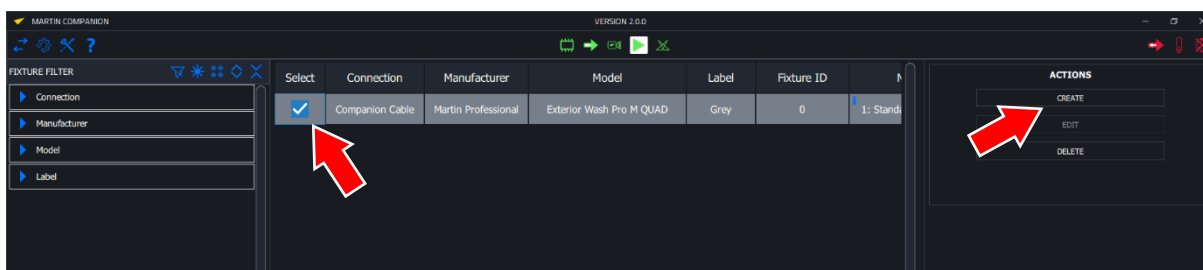 MARTIN COMPANION
VERSION 2.0.0
?
FIXTURE FILTER
Connection
Manufacturer
Model
Label
Select Connection Manufacturer Model Label Fixture ID
Companion Cable Martin Professional Exterior Wash Pro M QUAD Grey 0 1: Standa
ACTIONS
CREATE
EDIT
DELETE